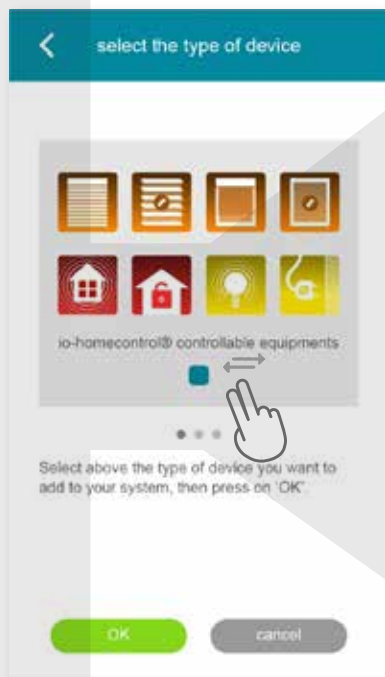 select the type of device
io-homecontrol® controllable equipments
Select above the type of device you want to
add to your system, then press on 'OK'.
OK
cancel